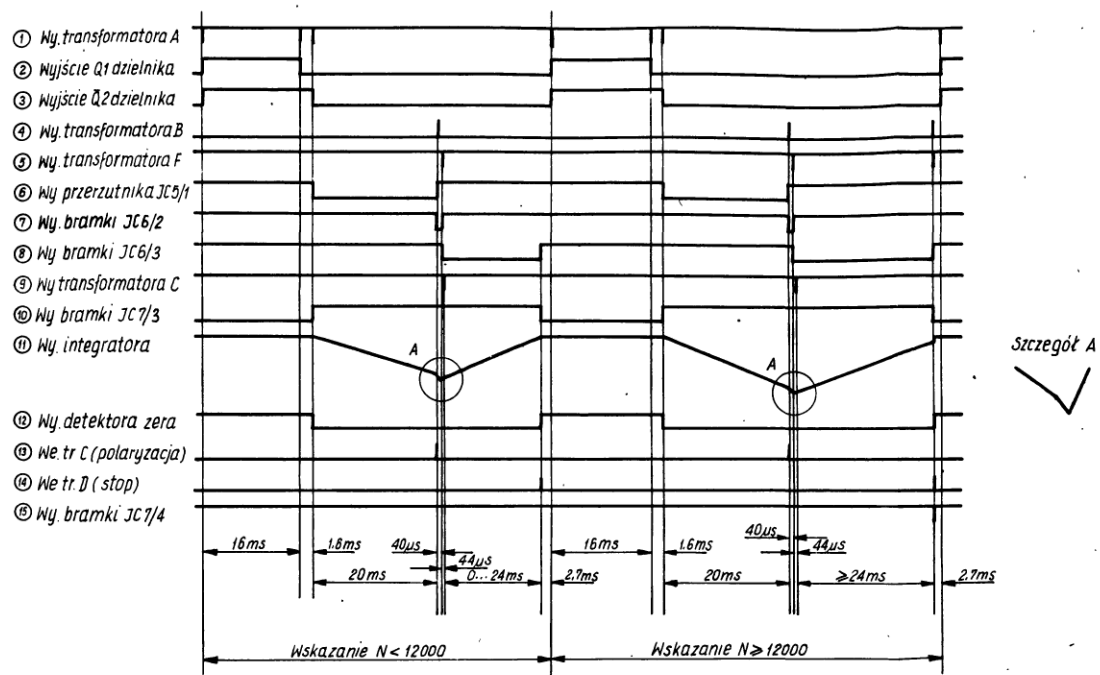 ① Wy. transformatora A
② Wyjście Q1 dzielnika
③ Wyjście Q̄2 dzielnika
④ Wy. transformatora B
⑤ Wy. transformatora F
⑥ Wy przerzutnika JC5/1
⑦ Wy. bramki JC6/2
⑧ Wy bramki JC6/3
⑨ Wy transformatora C
⑩ Wy bramki JC7/3
⑪ Wy. integratora
A
A
Szczegół A
⑫ Wy. detektora zera
⑬ We. tr C (polaryzacja)
⑭ We tr. D (stop)
⑮ Wy. bramki JC7/4
16ms 1.6ms 40µs 16ms 1.6ms 40µs
44µs 44µs
20ms 0...24ms 2.7ms 20ms ≥24ms 2.7ms
Wskazanie N < 12000 Wskazanie N ≥ 12000